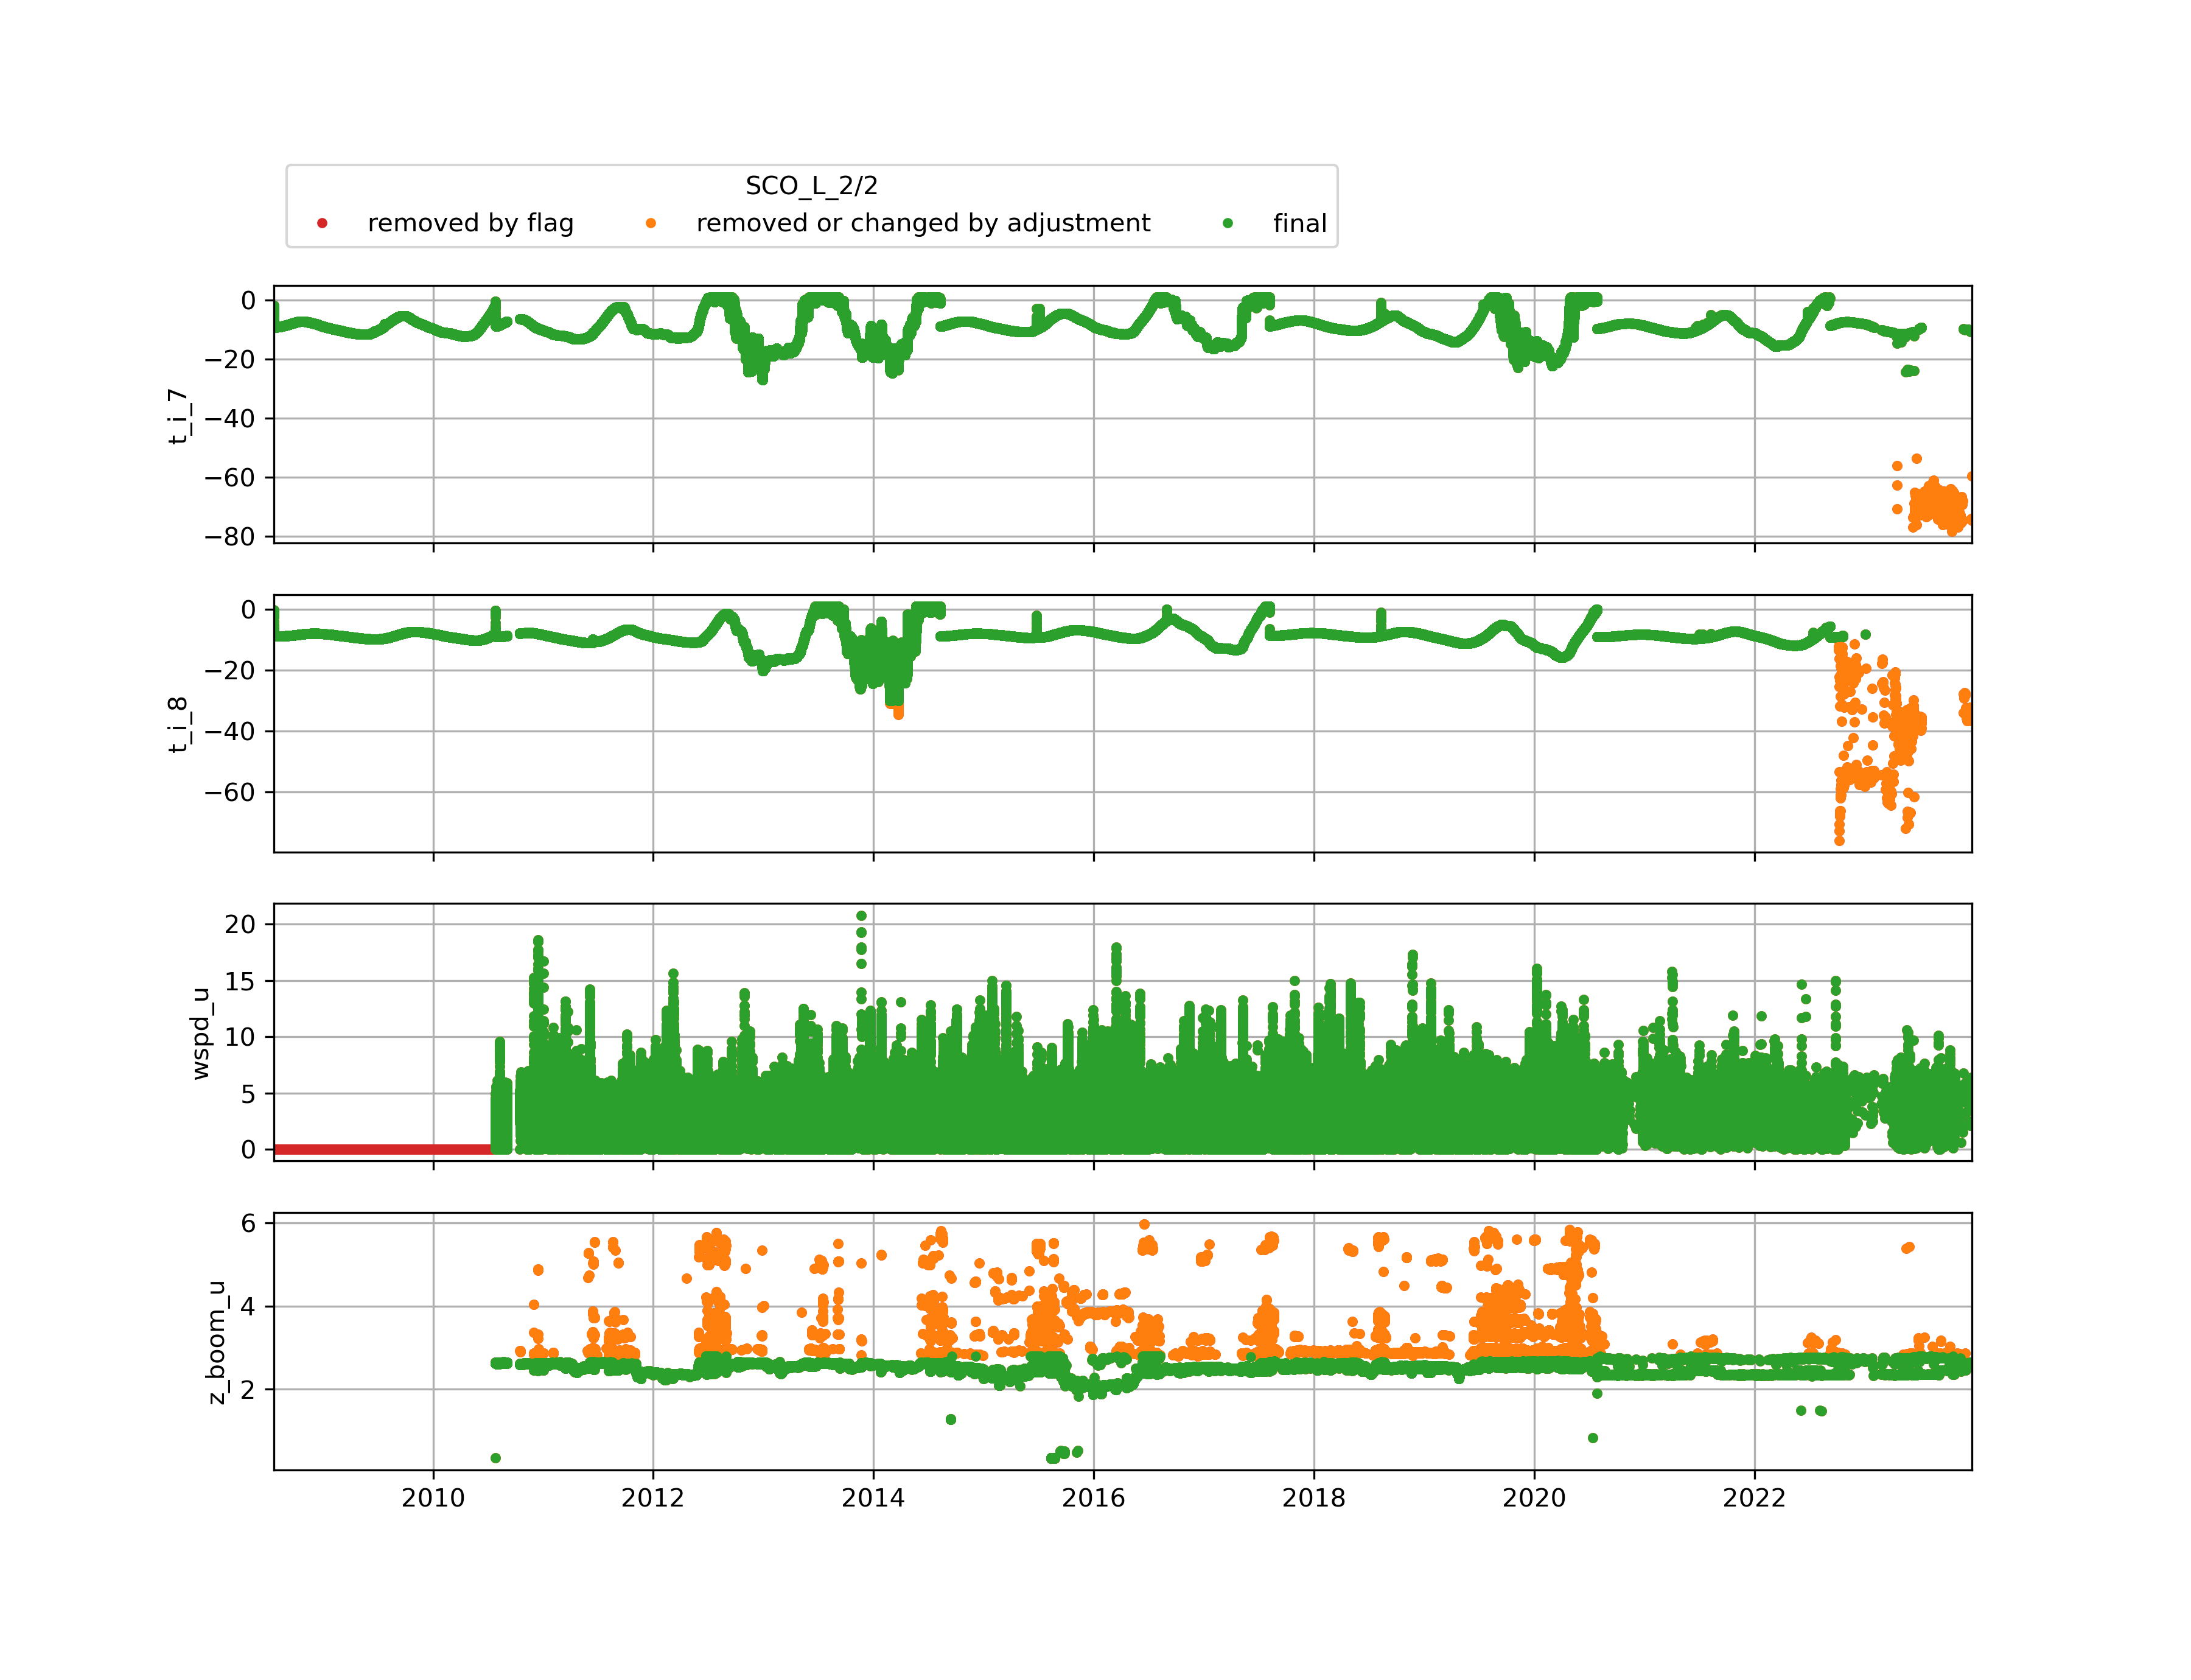 SCO_L_2/2
removed by flag removed or changed by adjustment final
0
−20
−40
−60
−80
t_i_7
0
−20
−40
−60
t_i_8
20
15
10
5
0
wspd_u
6
4
2
z_boom_u
2010 2012 2014 2016 2018 2020 2022